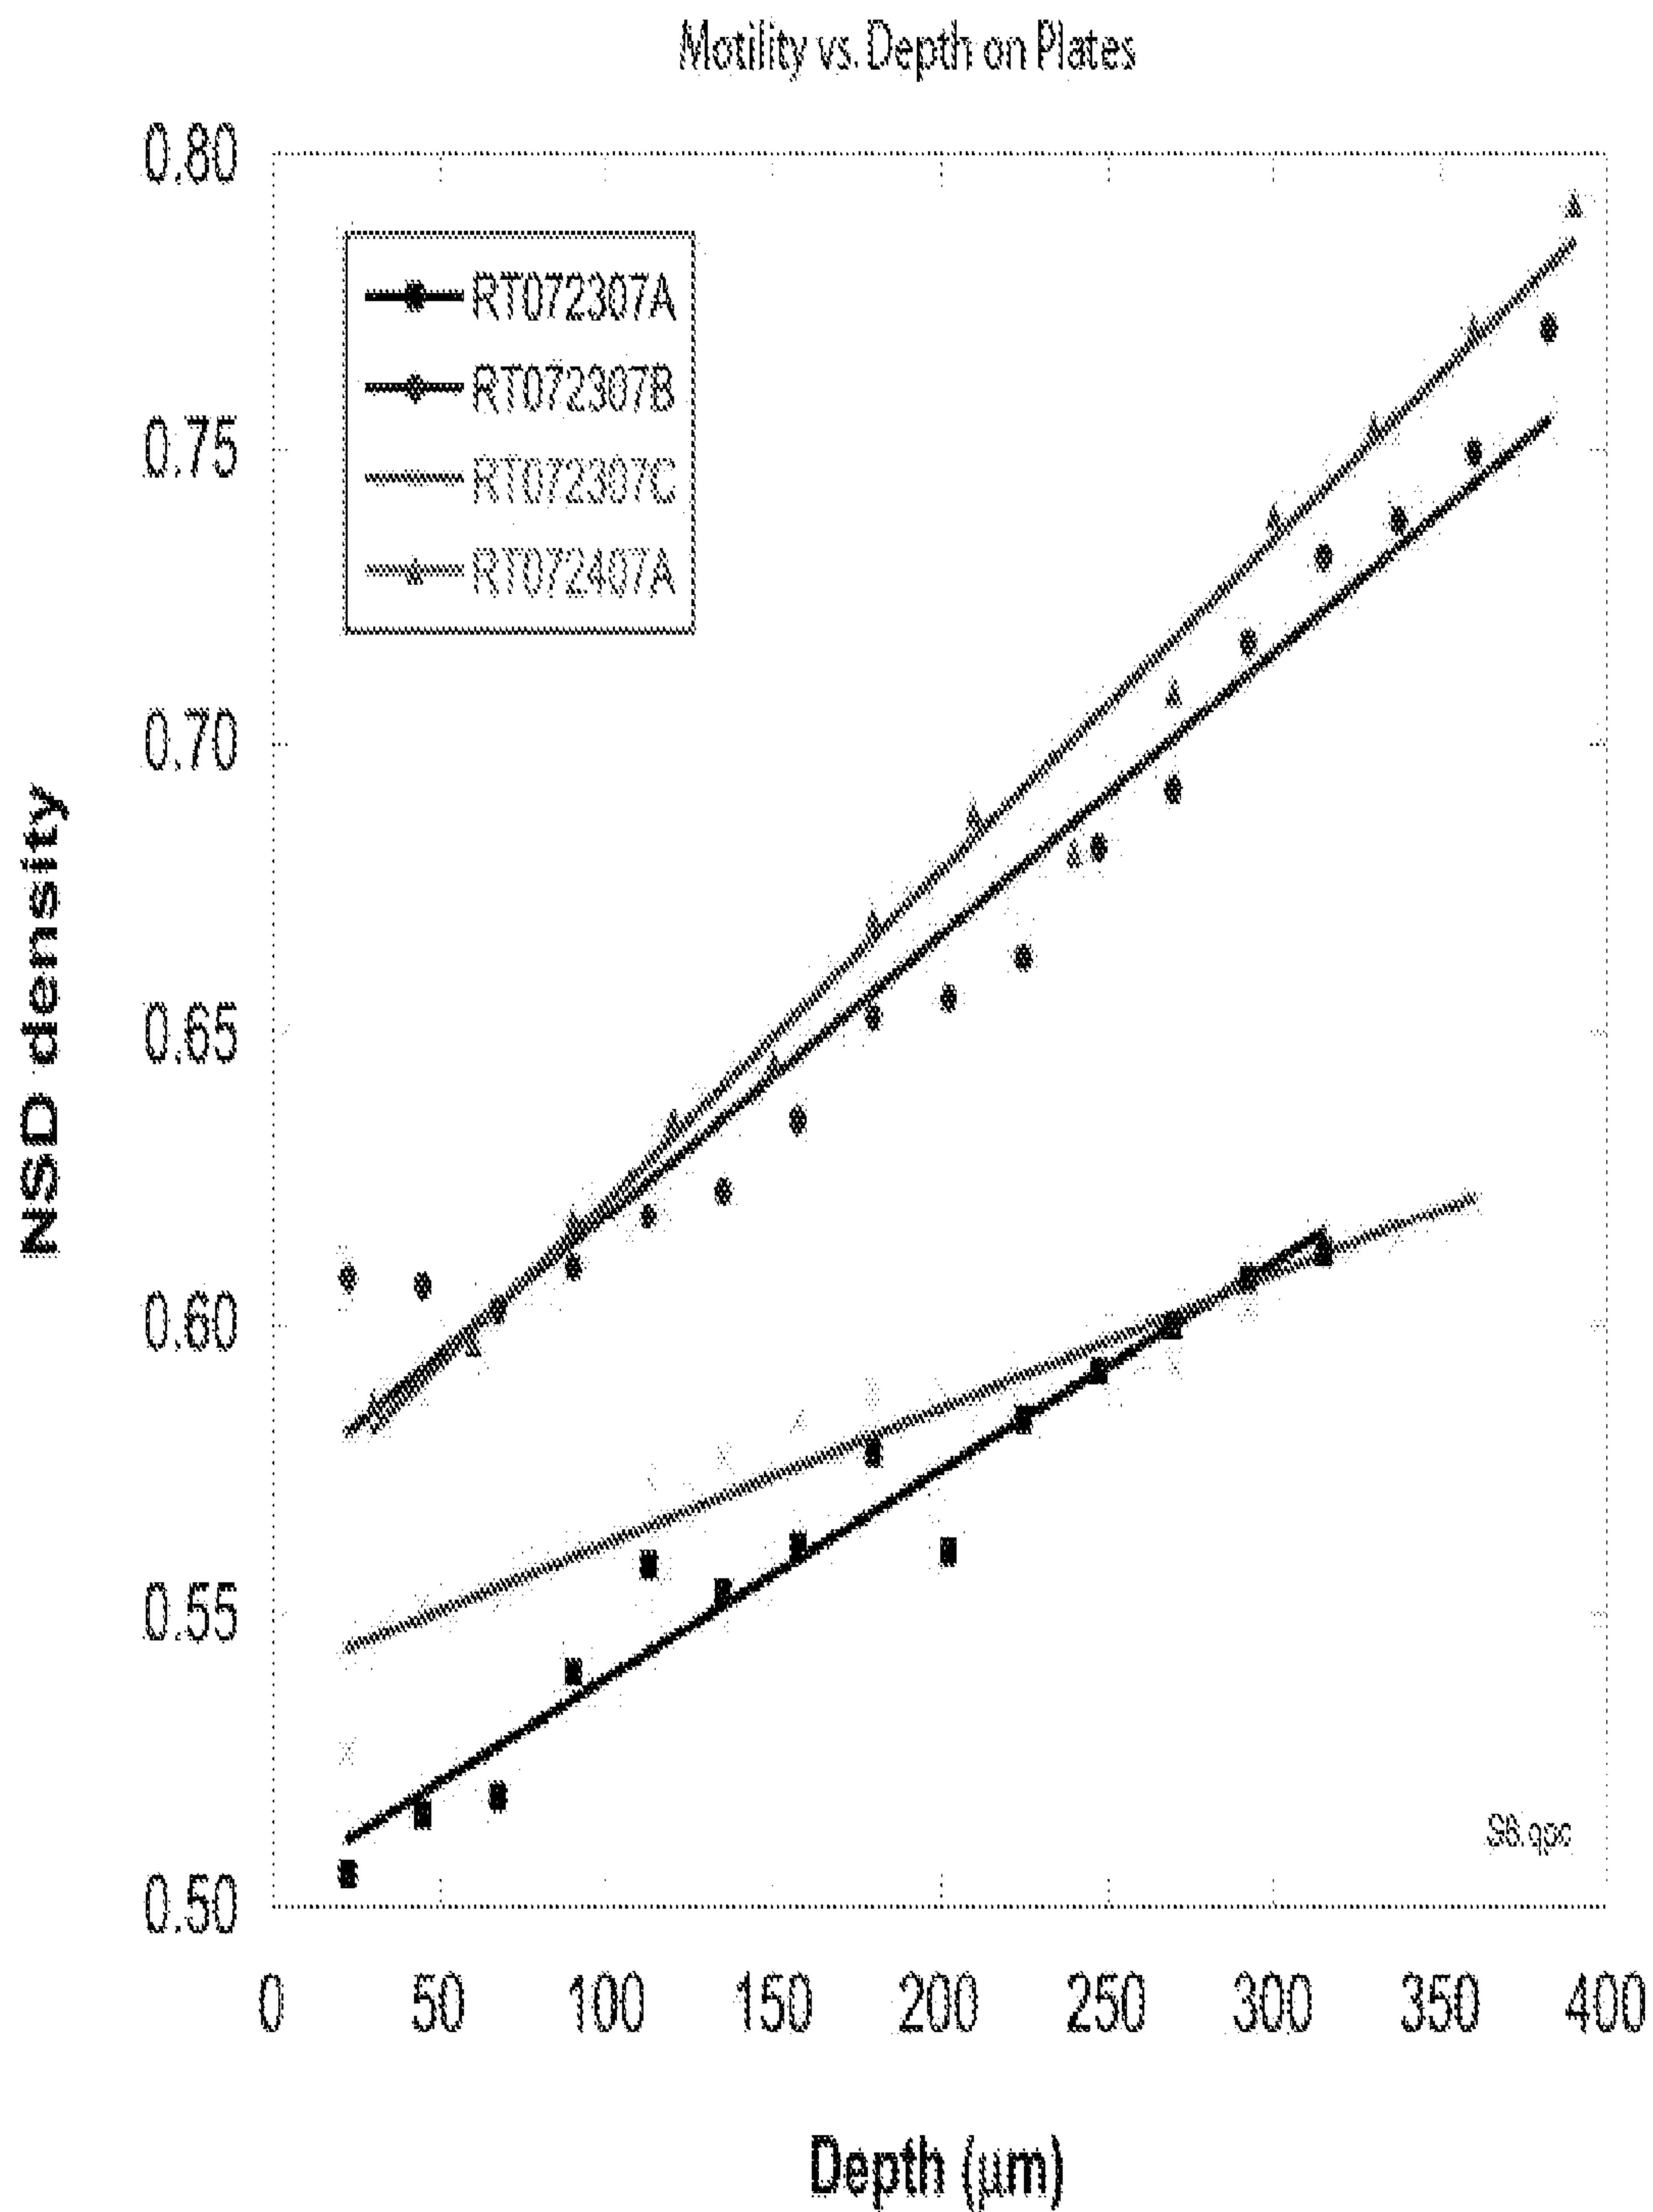 Motility vs. Depth on Plates
0.80
0.75
0.70
0.65
0.60
0.55
0.50
NSD density
RT072307A
RT072307B
RT072307C
RT072407A
S6.qpc
0 50 100 150 200 250 300 350 400
Depth (µm)